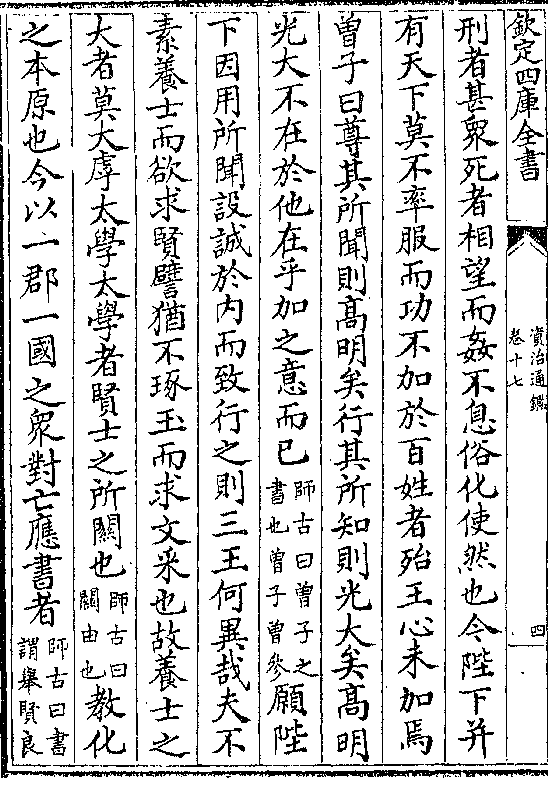 欽定四庫全書
資治通鑑
卷十七
四
刑者甚衆死者相望而姦不息俗化使然也今陛下并
有天下莫不率服而功不加於百姓者殆王心未加焉
曽子曰尊其所聞則髙明矣行其所知則光大矣髙明
光大不在於他在乎加之意而已師古曰曽子之書也曽子曽參願陛
下因用所聞設誠於内而致行之則三王何異哉夫不
素養士而欲求賢譬猶不琢玉而求文采也故養士之
大者莫大虖太學太學者賢士之所闗也師古曰闗由也教化
之本原也今以一郡一國之衆對亡應書者師古曰書謂舉賢良